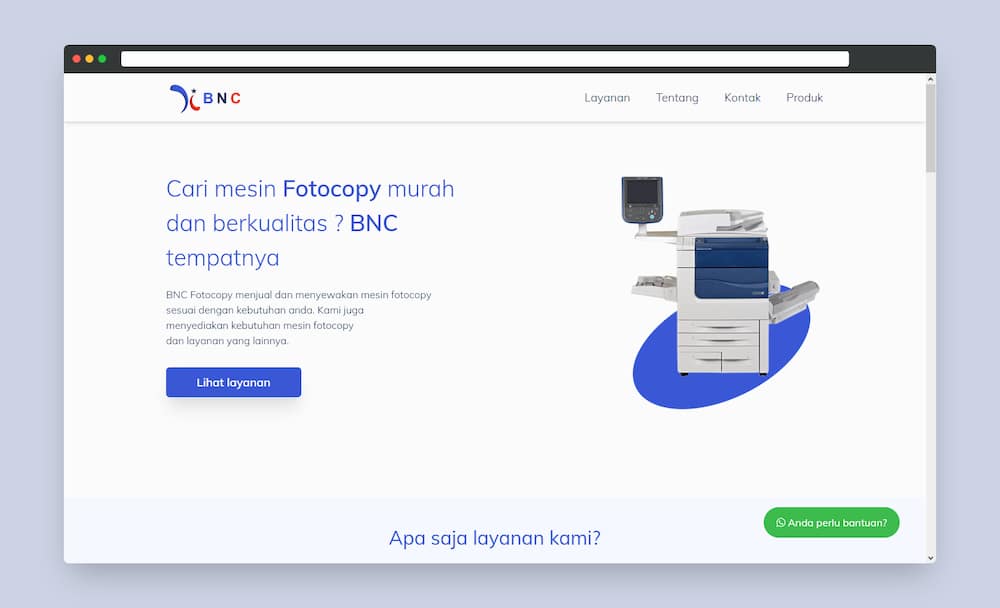 BNC
Layanan Tentang Kontak Produk
Cari mesin Fotocopy murah
dan berkualitas ? BNC
tempatnya
BNC Fotocopy menjual dan menyewakan mesin fotocopy
sesuai dengan kebutuhan anda. Kami juga
menyediakan kebutuhan mesin fotocopy
dan layanan yang lainnya.
Lihat layanan
Apa saja layanan kami?
Anda perlu bantuan?